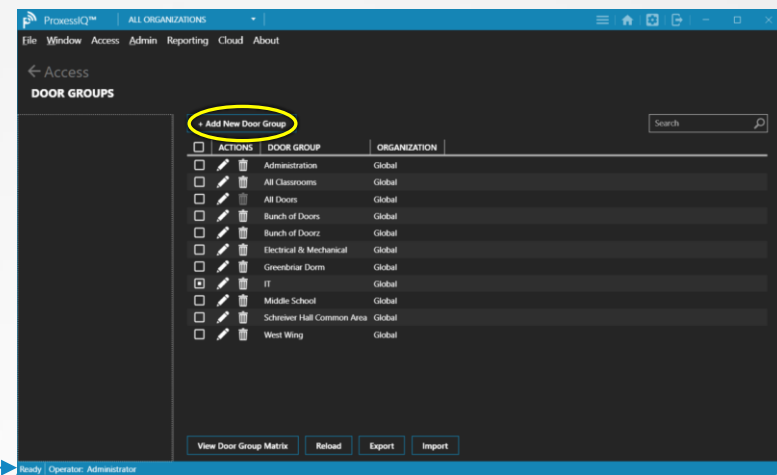 ProxessIQ™ ALL ORGANIZATIONS
File Window Access Admin Reporting Cloud About
Access
DOOR GROUPS
+ Add New Door Group Search
ACTIONS DOOR GROUP ORGANIZATION
Administration Global
All Classrooms Global
All Doors Global
Bunch of Doors Global
Bunch of Doorz Global
Electrical & Mechanical Global
Greenbriar Dorm Global
IT Global
Middle School Global
Schreiver Hall Common Area Global
West Wing Global
View Door Group Matrix Reload Export Import
Ready Operator: Administrator